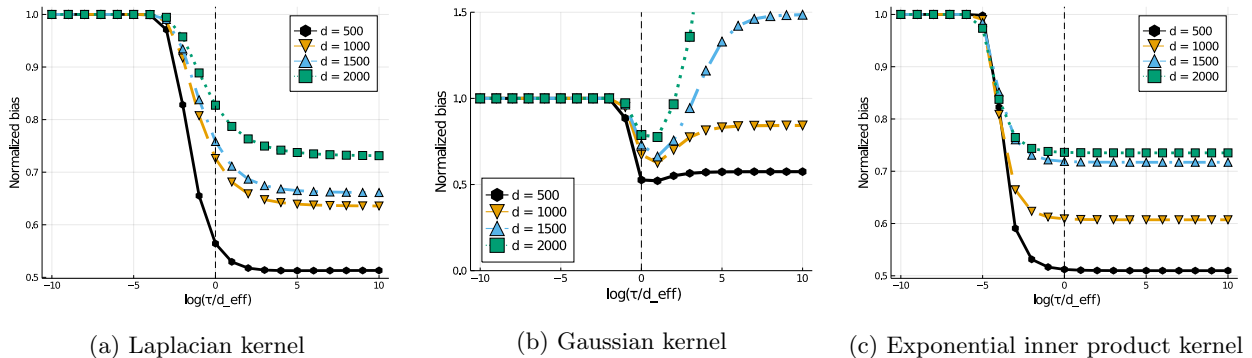 Normalized bias
1.0
0.9
0.8
0.7
0.6
0.5
−10
−5
0
5
10
log(τ/d_eff)
d = 500
d = 1000
d = 1500
d = 2000
(a) Laplacian kernel
Normalized bias
1.5
1.0
0.5
0.0
−10
−5
0
5
10
log(τ/d_eff)
d = 500
d = 1000
d = 1500
d = 2000
(b) Gaussian kernel
Normalized bias
1.0
0.9
0.8
0.7
0.6
0.5
−10
−5
0
5
10
log(τ/d_eff)
d = 500
d = 1000
d = 1500
d = 2000
(c) Exponential inner product kernel